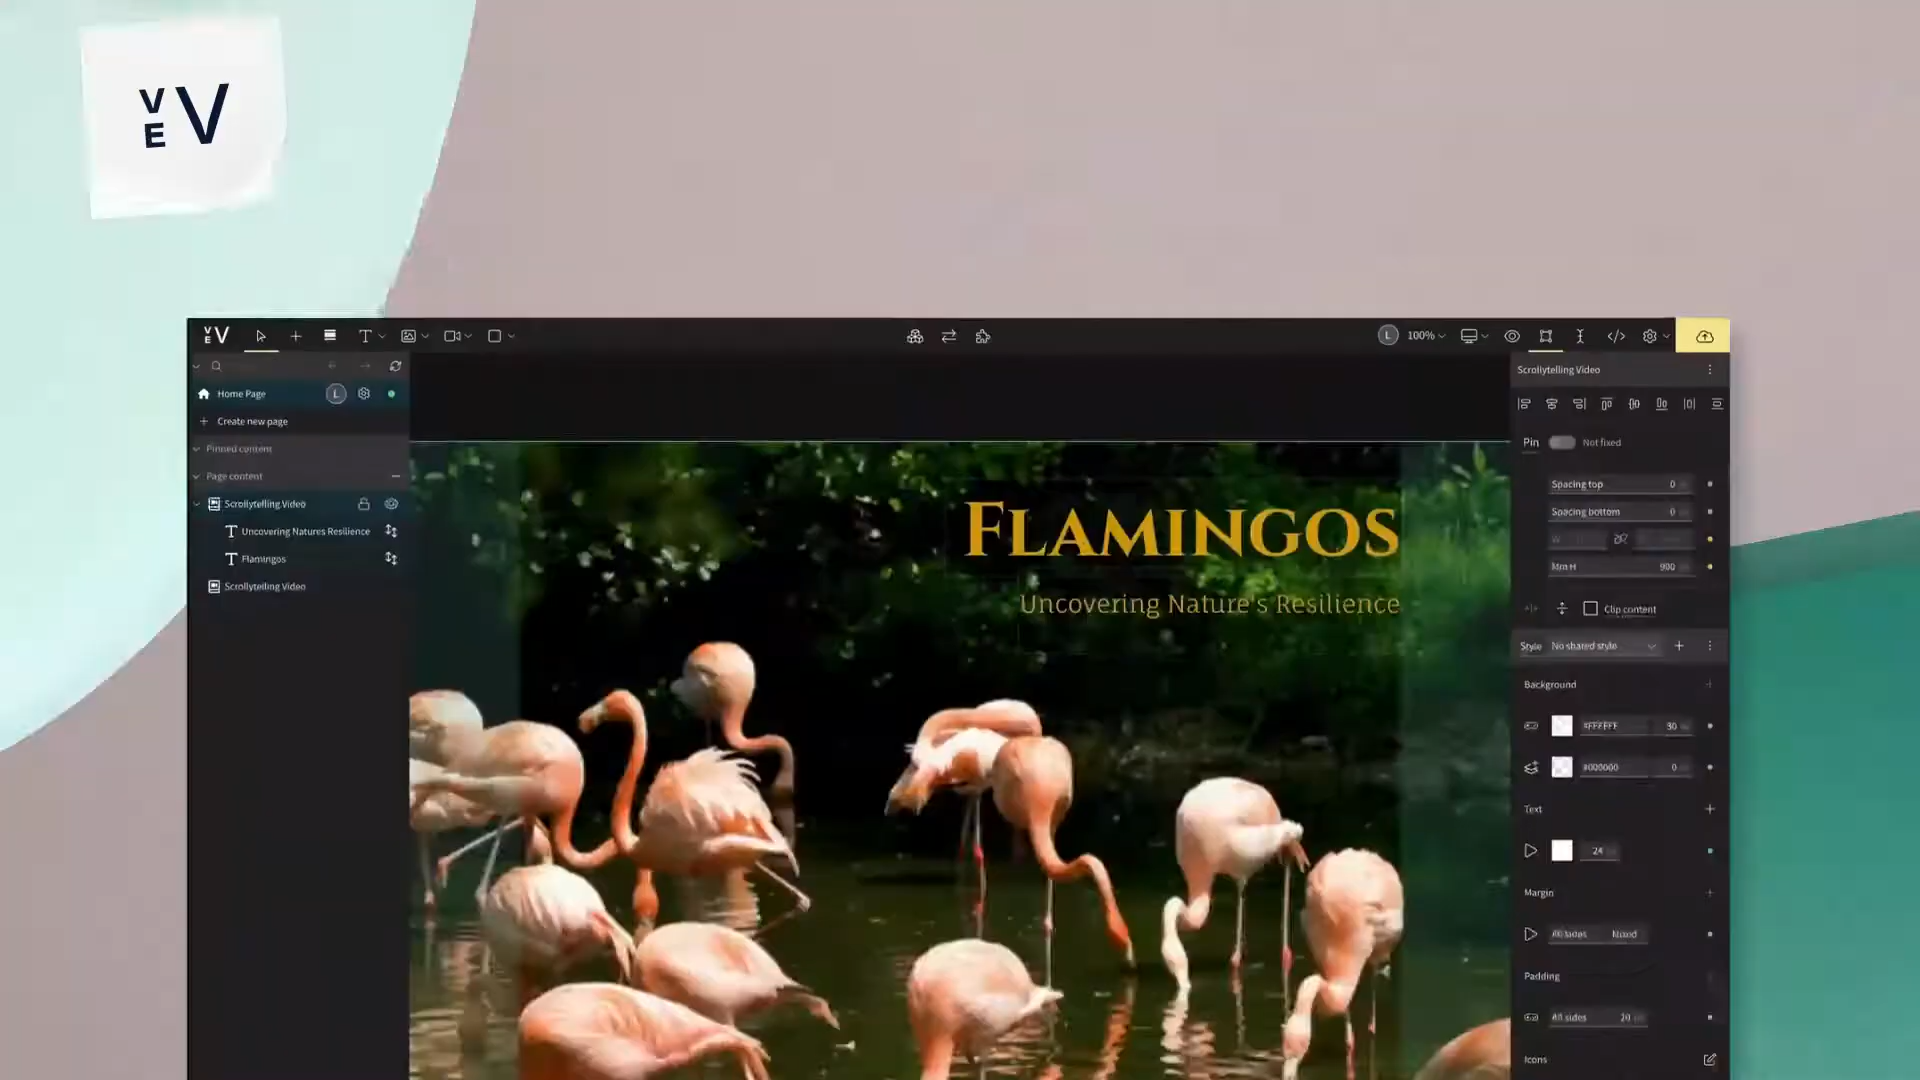 VEV
VEV
T
L
100%
Scrollytelling Video
Home Page
L
Create new page
Pinned content
Page content
Scrollytelling Video
T Uncovering Natures Resilience
T Flamingos
Scrollytelling Video
FLAMINGOS
Uncovering Nature's Resilience
Pin Not fixed
Spacing top 0
Spacing bottom 0
Min H 900
Clip content
Style No shared style
Background
#FFFFFF 30
#000000 0
Text
24
Margin
All sides Mixed
Padding
All sides 20
Icons